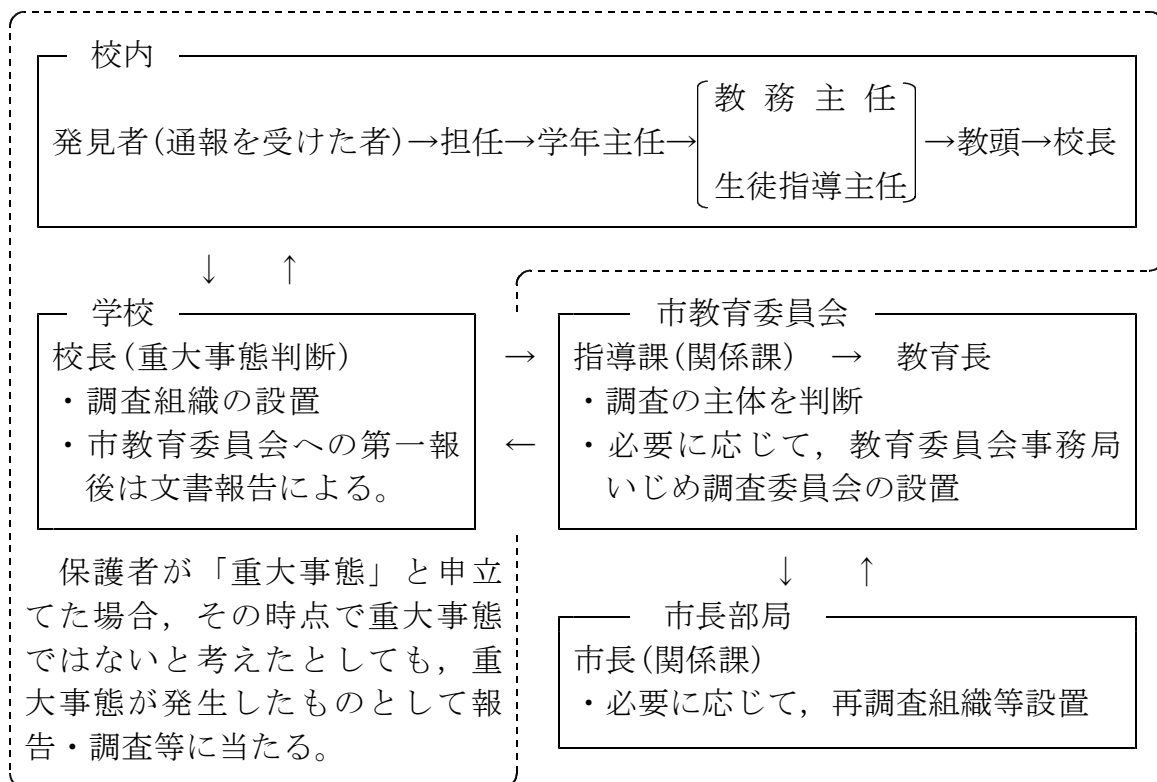 校内
教務主任
発見者(通報を受けた者)→担任→学年主任→
→教頭→校長
生徒指導主任
↓ ↑
学校
校長(重大事態判断)
・調査組織の設置
・市教育委員会への第一報
後は文書報告による。
→
←
市教育委員会
指導課(関係課) → 教育長
・調査の主体を判断
・必要に応じて，教育委員会事務局
いじめ調査委員会の設置
保護者が「重大事態」と申立
てた場合，その時点で重大事態
ではないと考えたとしても，重
大事態が発生したものとして報
告・調査等に当たる。
↓ ↑
市長部局
市長(関係課)
・必要に応じて，再調査組織等設置